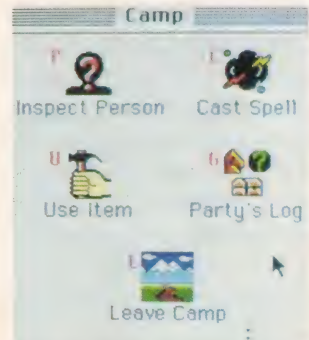 Camp
P
Inspect Person
Cast Spell
U
Use Item
G
Party's Log
L
Leave Camp